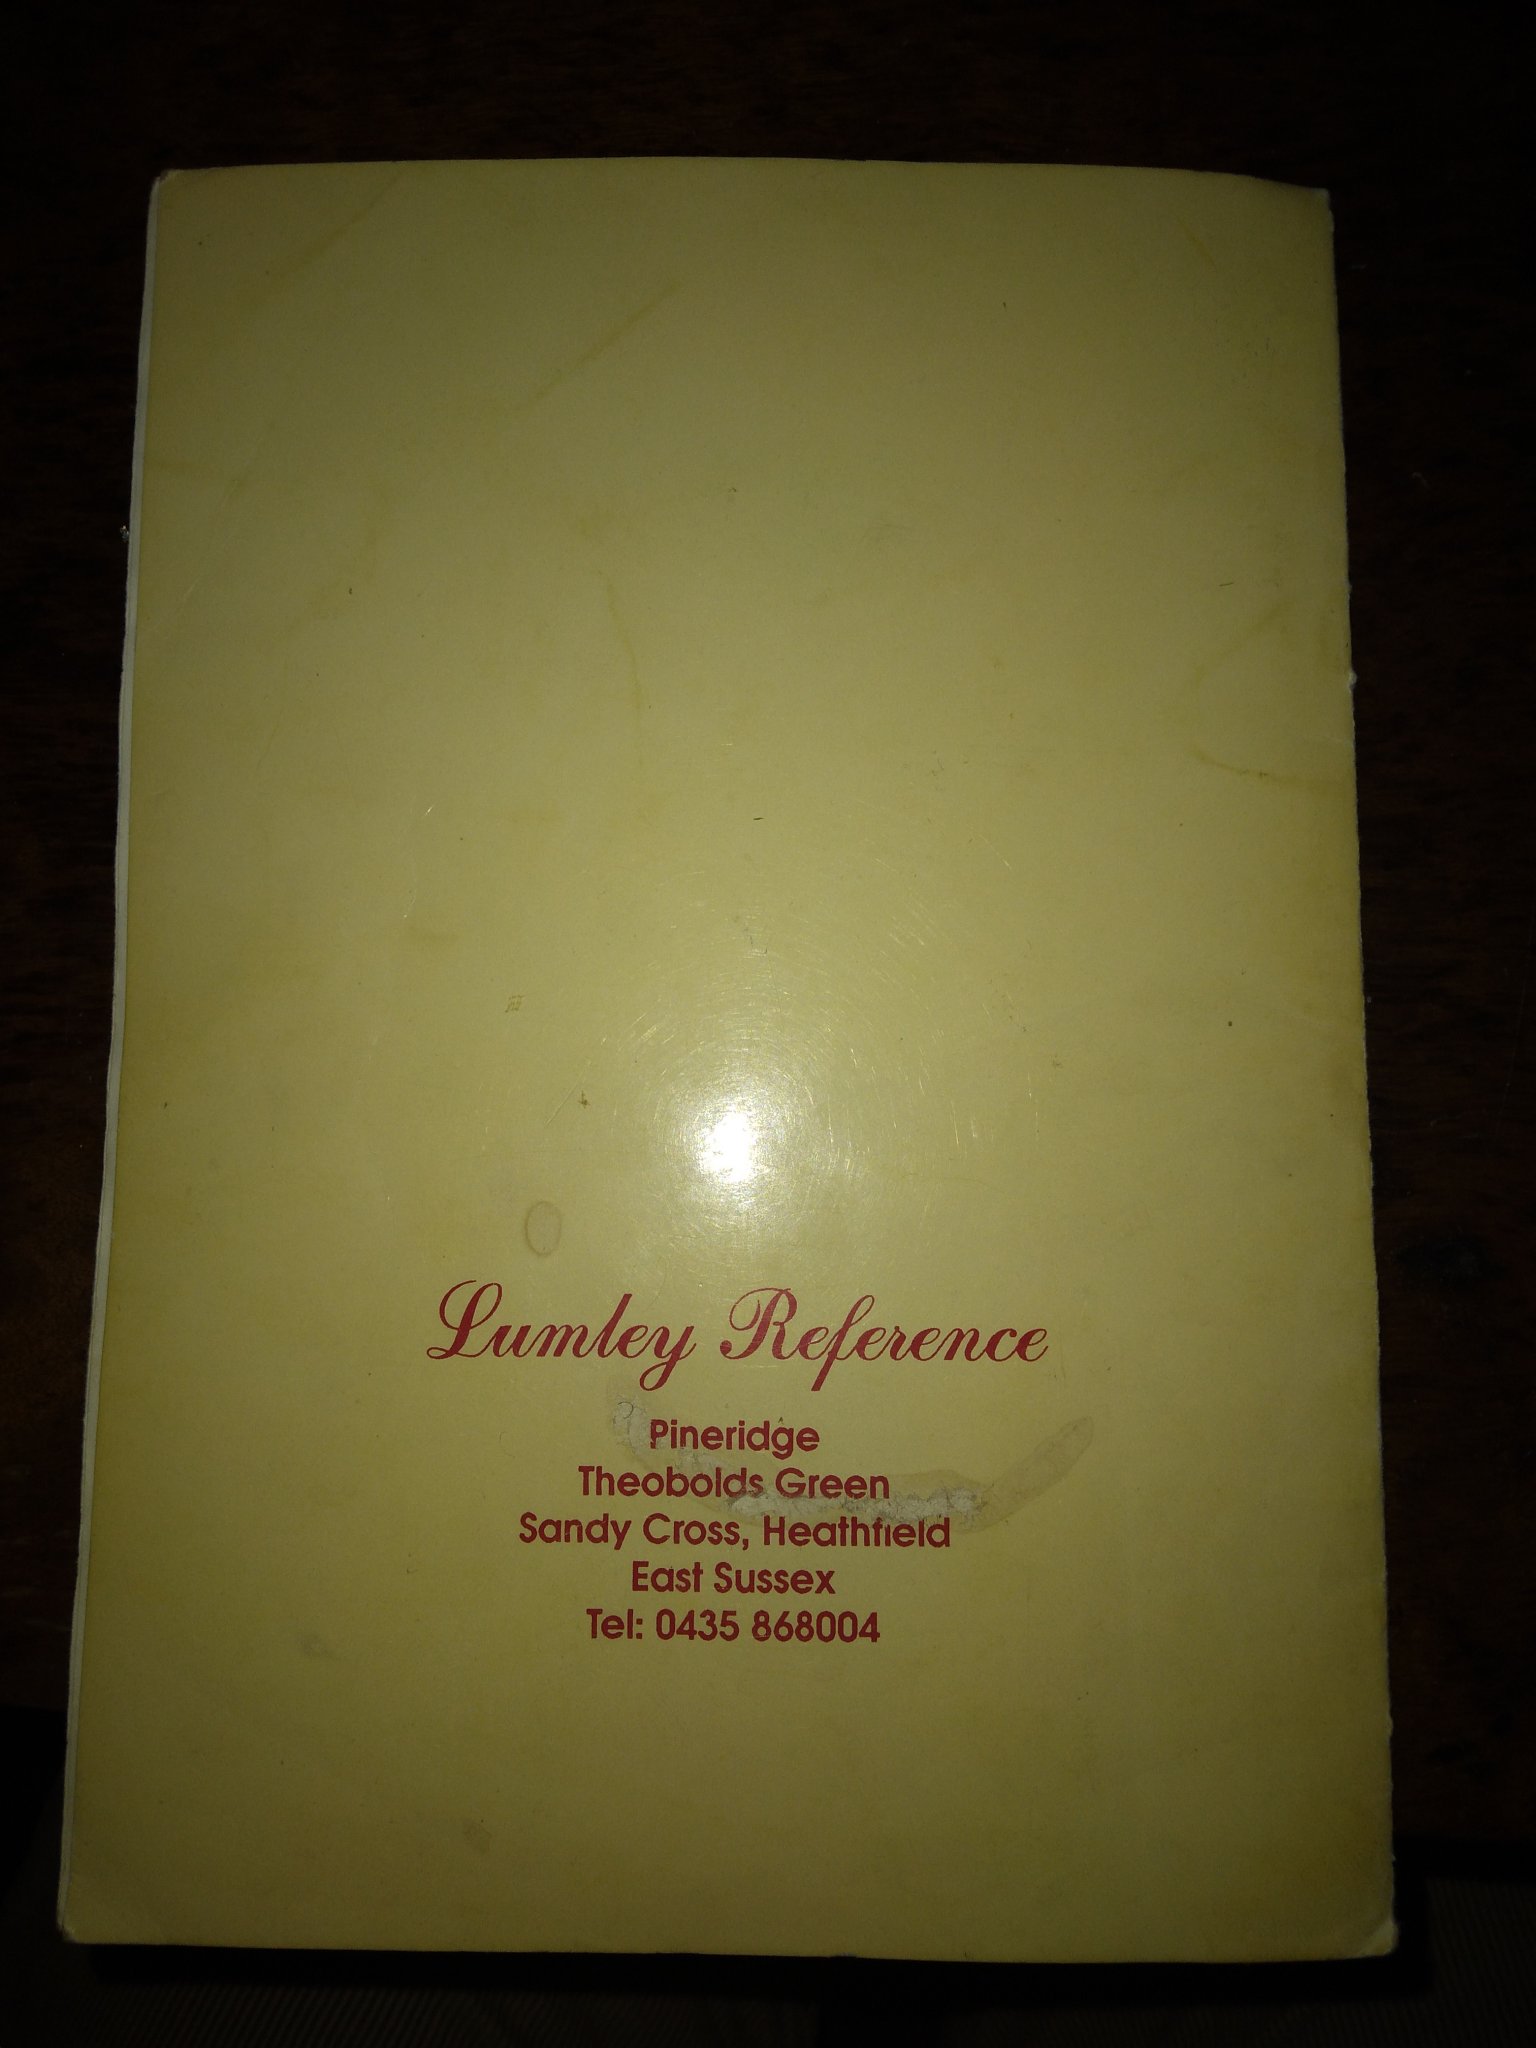 Lumley Reference
Pineridge
Theobolds Green
Sandy Cross, Heathfield
East Sussex
Tel: 0435 868004